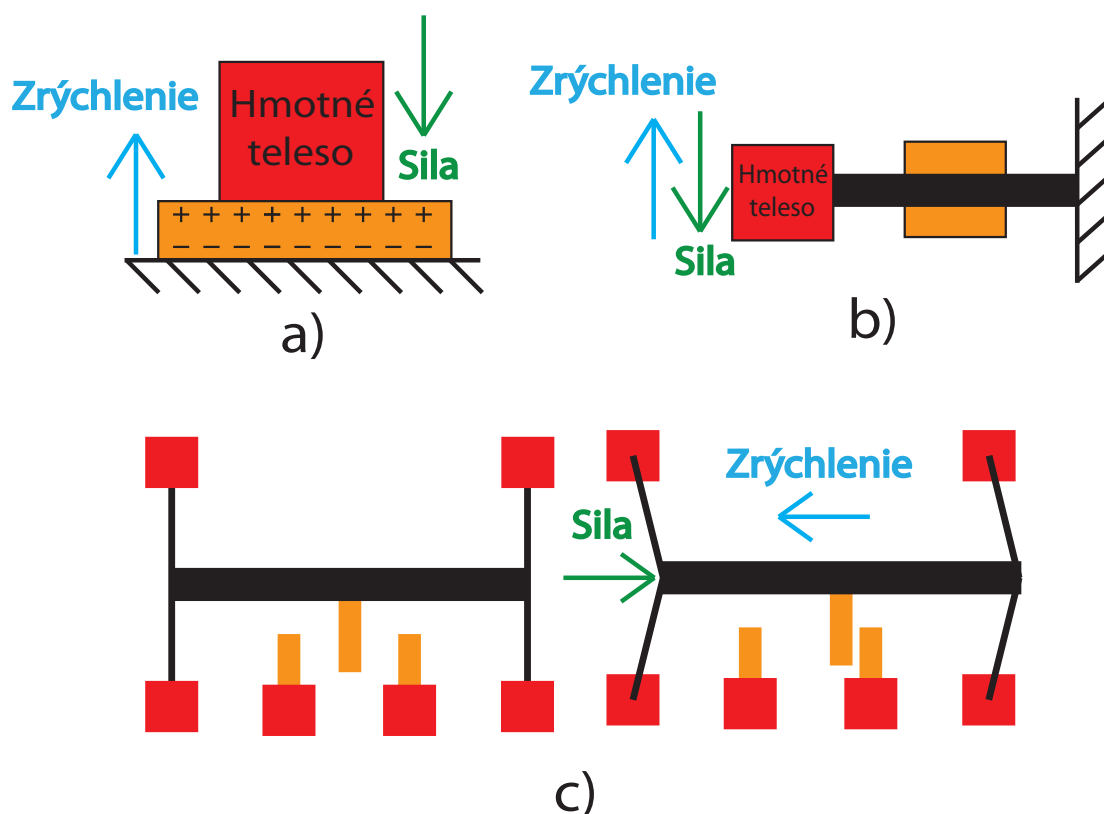 Zrýchlenie
Hmotné
teleso
Sila
+ + + + + + + + +
− − − − − − − − −
a)
Zrýchlenie
Hmotné
teleso
Sila
b)
Sila
Zrýchlenie
c)